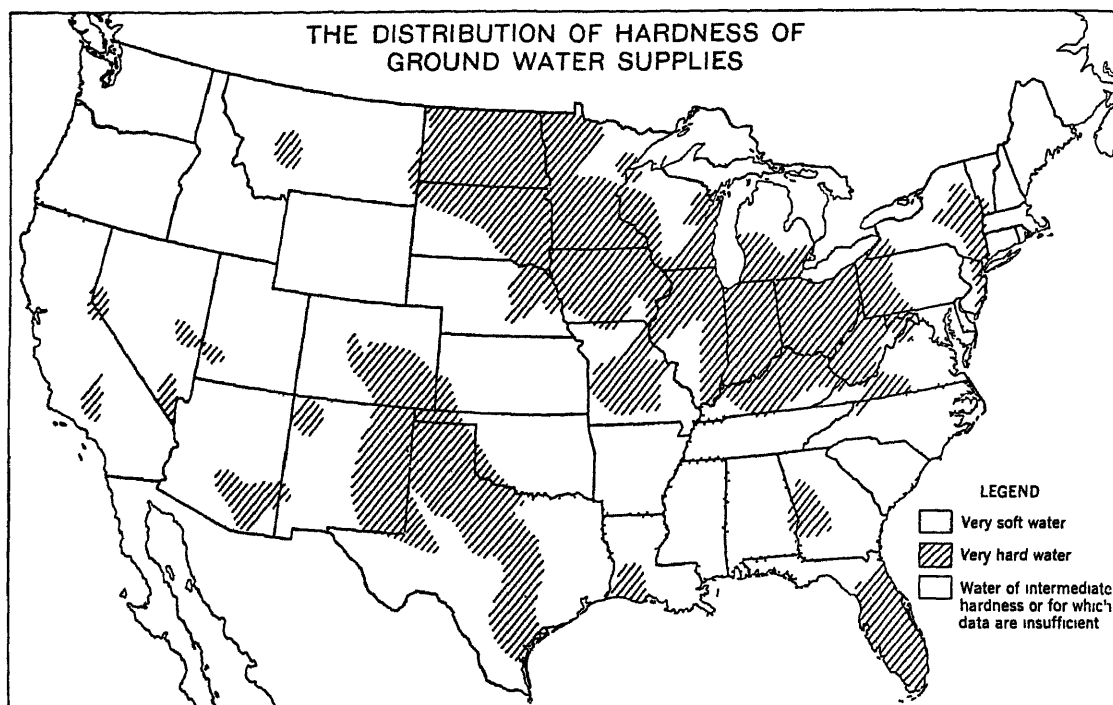 THE DISTRIBUTION OF HARDNESS OF
GROUND WATER SUPPLIES
LEGEND
Very soft water
Very hard water
Water of intermediate
hardness or for which
data are insufficient